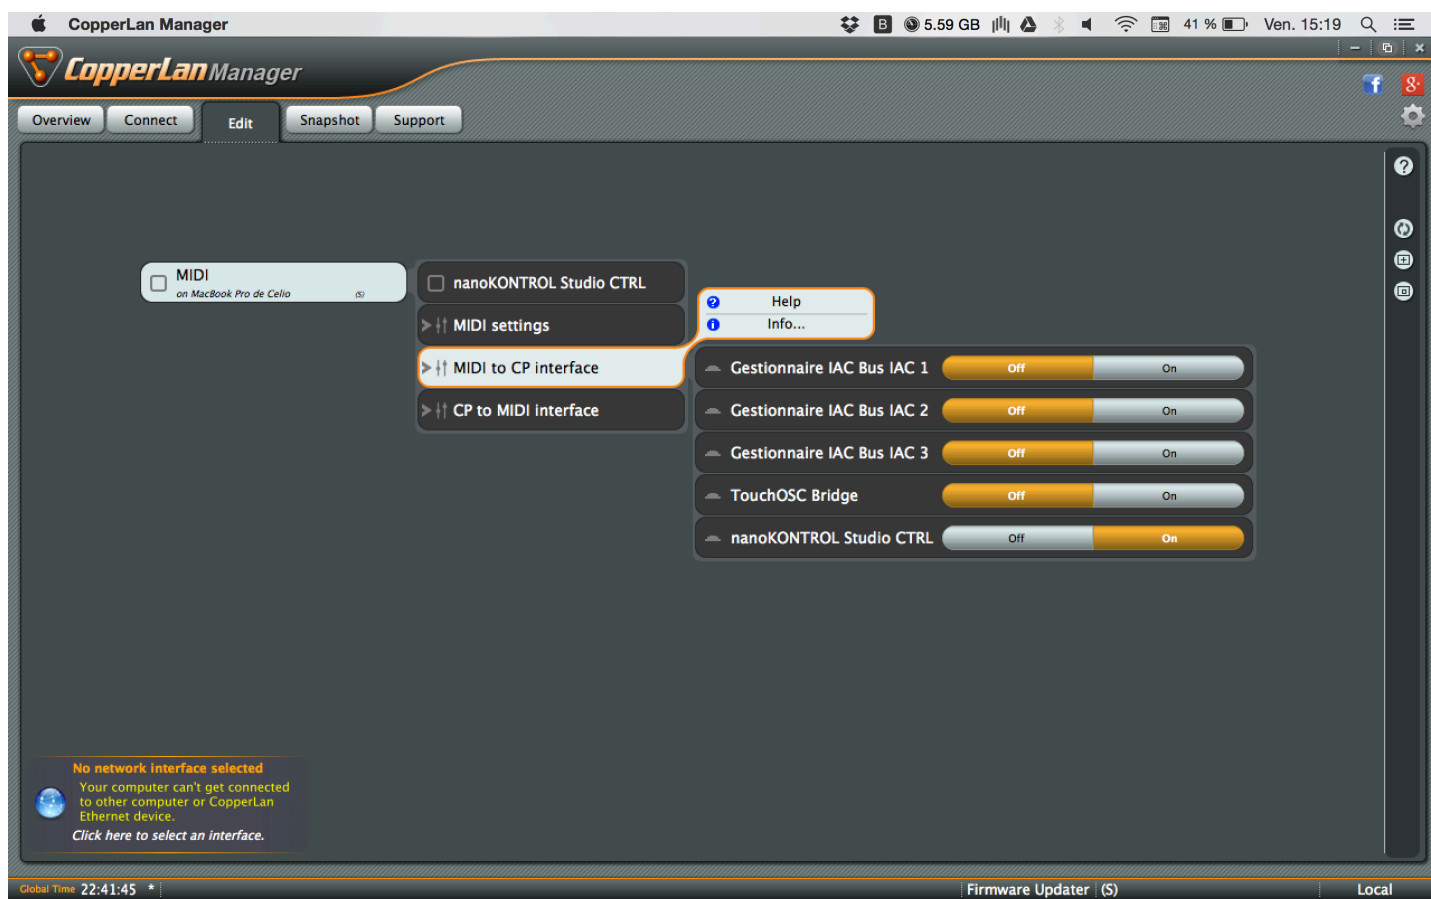 CopperLan Manager
B
5.59 GB
41 %
Ven. 15:19
CopperLan Manager
f
8+
Overview
Connect
Edit
Snapshot
Support
MIDI
on MacBook Pro de Celio
(S)
nanoKONTROL Studio CTRL
MIDI settings
MIDI to CP interface
CP to MIDI interface
Help
Info...
Gestionnaire IAC Bus IAC 1 Off On
Gestionnaire IAC Bus IAC 2 Off On
Gestionnaire IAC Bus IAC 3 Off On
TouchOSC Bridge Off On
nanoKONTROL Studio CTRL Off On
No network interface selected
Your computer can't get connected
to other computer or CopperLan
Ethernet device.
Click here to select an interface.
Global Time 22:41:45 *
Firmware Updater (S)
Local